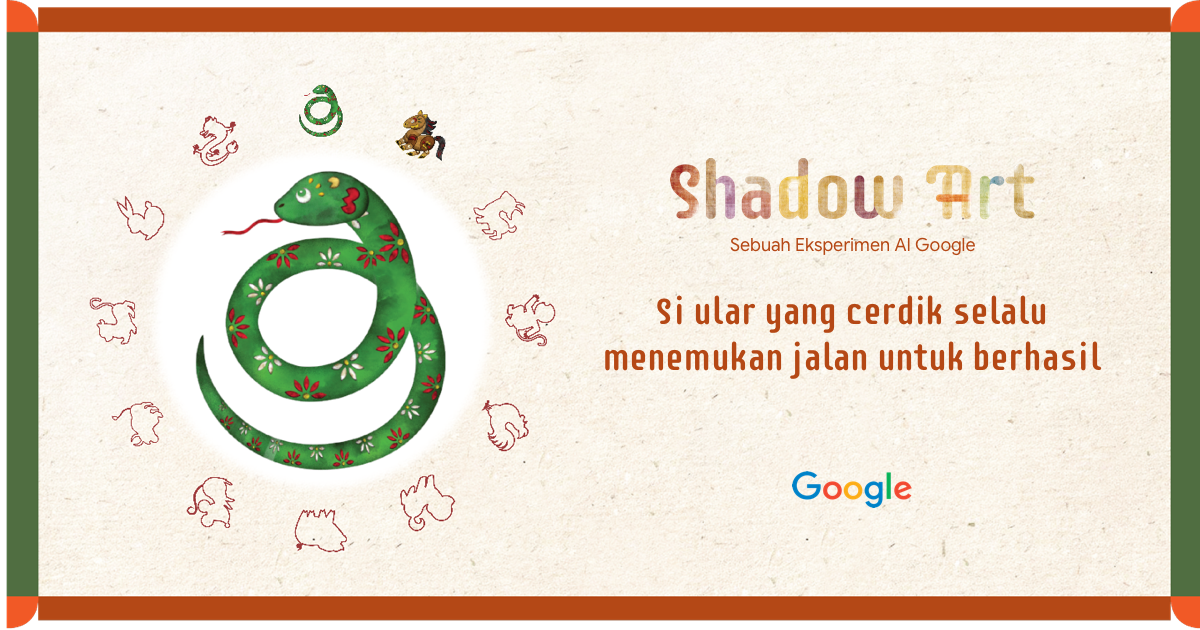 Shadow Art
Sebuah Eksperimen AI Google
Si ular yang cerdik selalu
menemukan jalan untuk berhasil
Google